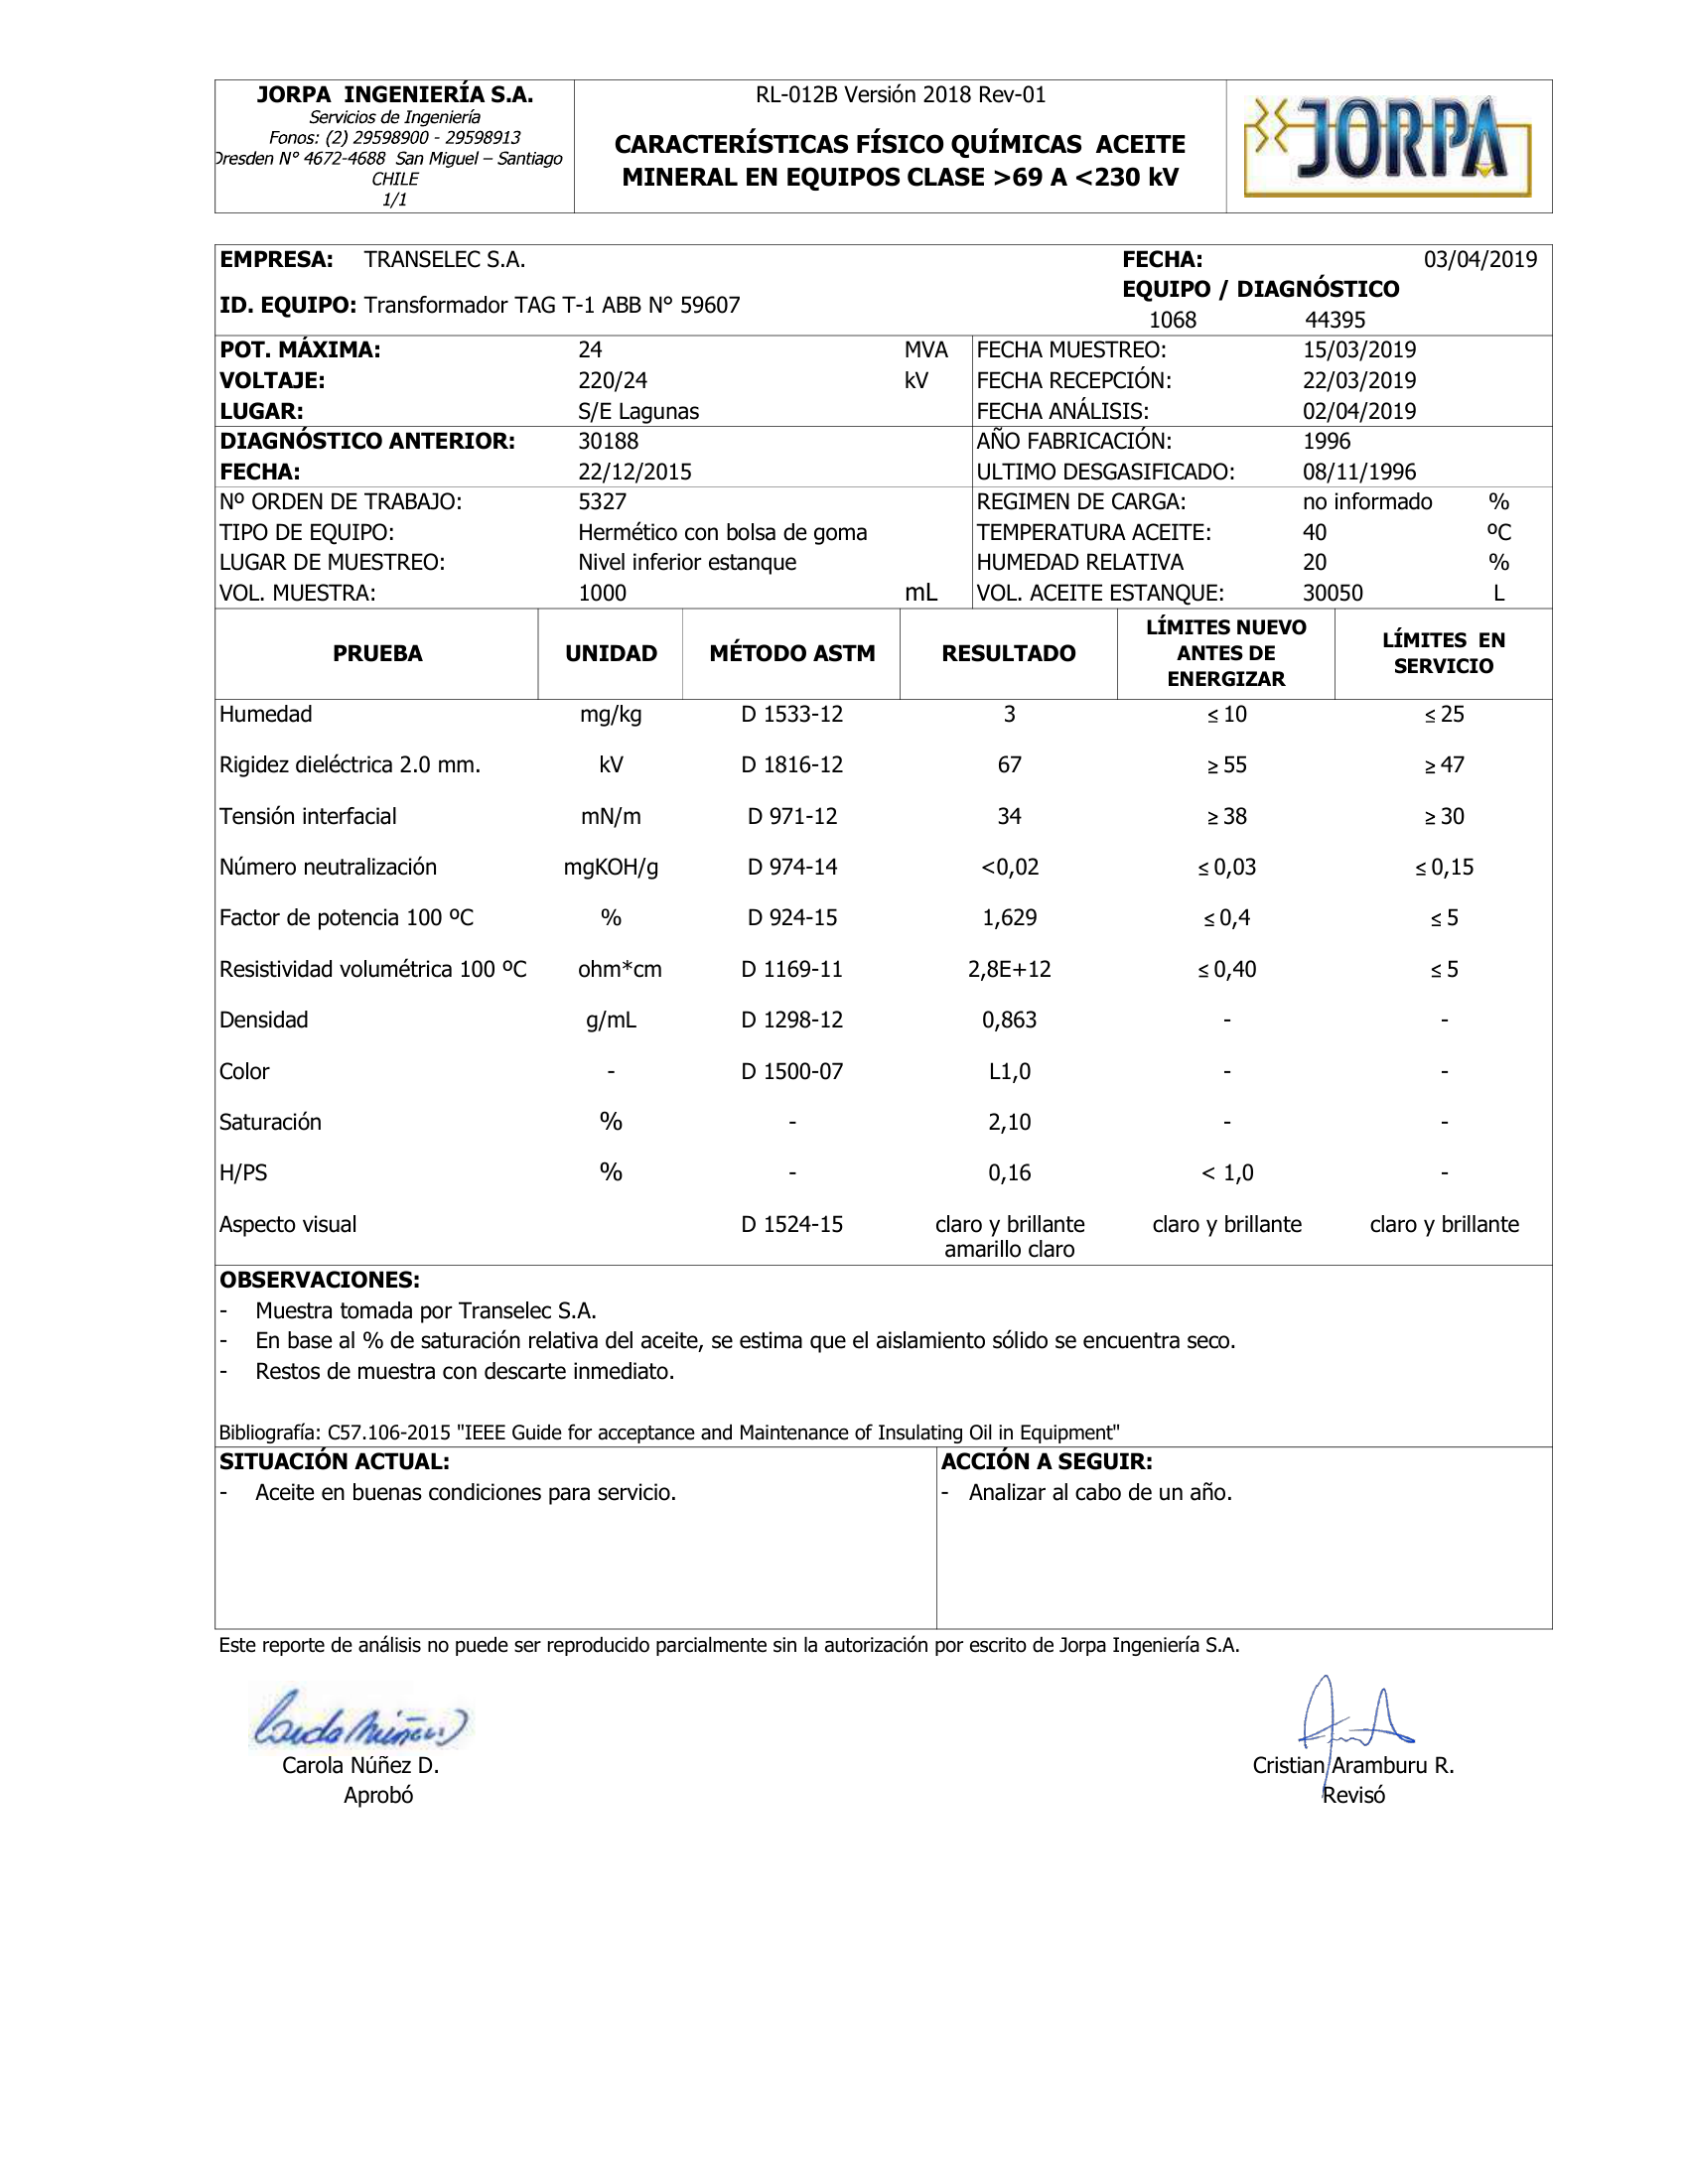 JORPA INGENIERÍA S.A.
Servicios de Ingeniería
Fonos: (2) 29598900 - 29598913
Dresden N° 4672-4688 San Miguel – Santiago
CHILE
1/1
RL-012B Versión 2018 Rev-01
CARACTERÍSTICAS FÍSICO QUÍMICAS ACEITE
MINERAL EN EQUIPOS CLASE >69 A <230 kV
JORPA
EMPRESA: TRANSELEC S.A. FECHA: 03/04/2019
EQUIPO / DIAGNÓSTICO
ID. EQUIPO: Transformador TAG T-1 ABB N° 59607
1068 44395
POT. MÁXIMA: 24 MVA FECHA MUESTREO: 15/03/2019
VOLTAJE: 220/24 kV FECHA RECEPCIÓN: 22/03/2019
LUGAR: S/E Lagunas FECHA ANÁLISIS: 02/04/2019
DIAGNÓSTICO ANTERIOR: 30188 AÑO FABRICACIÓN: 1996
FECHA: 22/12/2015 ULTIMO DESGASIFICADO: 08/11/1996
Nº ORDEN DE TRABAJO: 5327 REGIMEN DE CARGA: no informado %
TIPO DE EQUIPO: Hermético con bolsa de goma TEMPERATURA ACEITE: 40 ºC
LUGAR DE MUESTREO: Nivel inferior estanque HUMEDAD RELATIVA 20 %
VOL. MUESTRA: 1000 mL VOL. ACEITE ESTANQUE: 30050 L
PRUEBA UNIDAD MÉTODO ASTM RESULTADO LÍMITES NUEVO ANTES DE ENERGIZAR LÍMITES EN SERVICIO
Humedad mg/kg D 1533-12 3 ≤ 10 ≤ 25
Rigidez dieléctrica 2.0 mm. kV D 1816-12 67 ≥ 55 ≥ 47
Tensión interfacial mN/m D 971-12 34 ≥ 38 ≥ 30
Número neutralización mgKOH/g D 974-14 <0,02 ≤ 0,03 ≤ 0,15
Factor de potencia 100 ºC % D 924-15 1,629 ≤ 0,4 ≤ 5
Resistividad volumétrica 100 ºC ohm*cm D 1169-11 2,8E+12 ≤ 0,40 ≤ 5
Densidad g/mL D 1298-12 0,863 - -
Color - D 1500-07 L1,0 - -
Saturación % - 2,10 - -
H/PS % - 0,16 < 1,0 -
Aspecto visual D 1524-15 claro y brillante claro y brillante claro y brillante
amarillo claro
OBSERVACIONES:
- Muestra tomada por Transelec S.A.
- En base al % de saturación relativa del aceite, se estima que el aislamiento sólido se encuentra seco.
- Restos de muestra con descarte inmediato.
Bibliografía: C57.106-2015 "IEEE Guide for acceptance and Maintenance of Insulating Oil in Equipment"
SITUACIÓN ACTUAL:
- Aceite en buenas condiciones para servicio.
ACCIÓN A SEGUIR:
- Analizar al cabo de un año.
Este reporte de análisis no puede ser reproducido parcialmente sin la autorización por escrito de Jorpa Ingeniería S.A.
Carola Núñez D.
Aprobó
Cristian Aramburu R.
Revisó